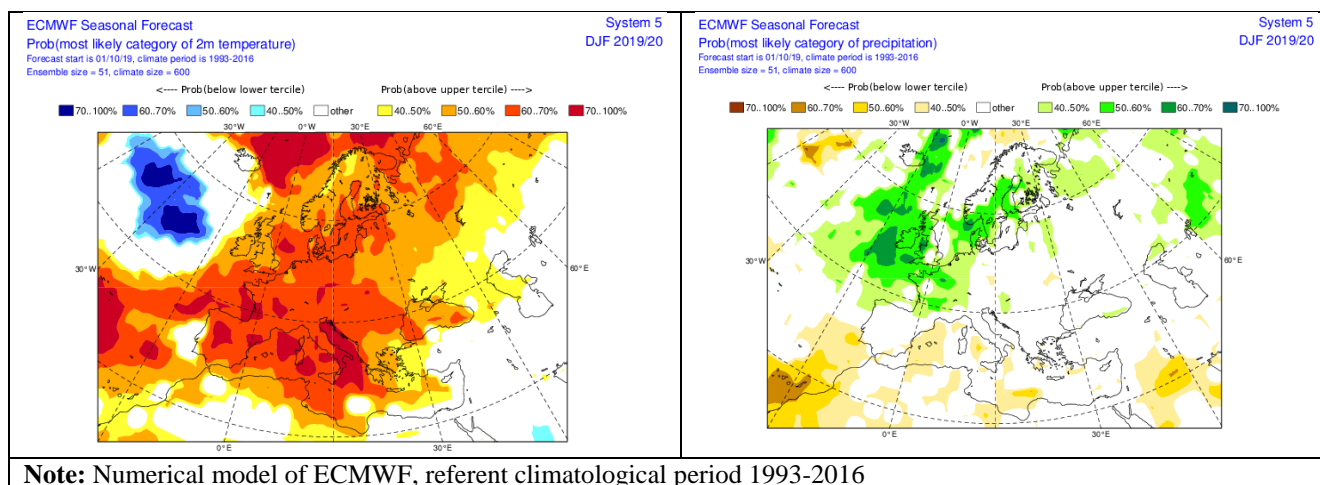 ECMWF Seasonal Forecast
System 5
Prob(most likely category of 2m temperature)
DJF 2019/20
Forecast start is 01/10/19, climate period is 1993-2016
Ensemble size = 51, climate size = 600
<---- Prob(below lower tercile) Prob(above upper tercile) ---->
70..100% 60..70% 50..60% 40..50% other 40..50% 50..60% 60..70% 70..100%
30°W 0°W 30°E 60°E
30°W
60°E
0°E 30°E
ECMWF Seasonal Forecast
System 5
Prob(most likely category of precipitation)
DJF 2019/20
Forecast start is 01/10/19, climate period is 1993-2016
Ensemble size = 51, climate size = 600
<---- Prob(below lower tercile) Prob(above upper tercile) ---->
70..100% 60..70% 50..60% 40..50% other 40..50% 50..60% 60..70% 70..100%
30°W 0°W 30°E 60°E
30°W
60°E
0°E 30°E
Note: Numerical model of ECMWF, referent climatological period 1993-2016